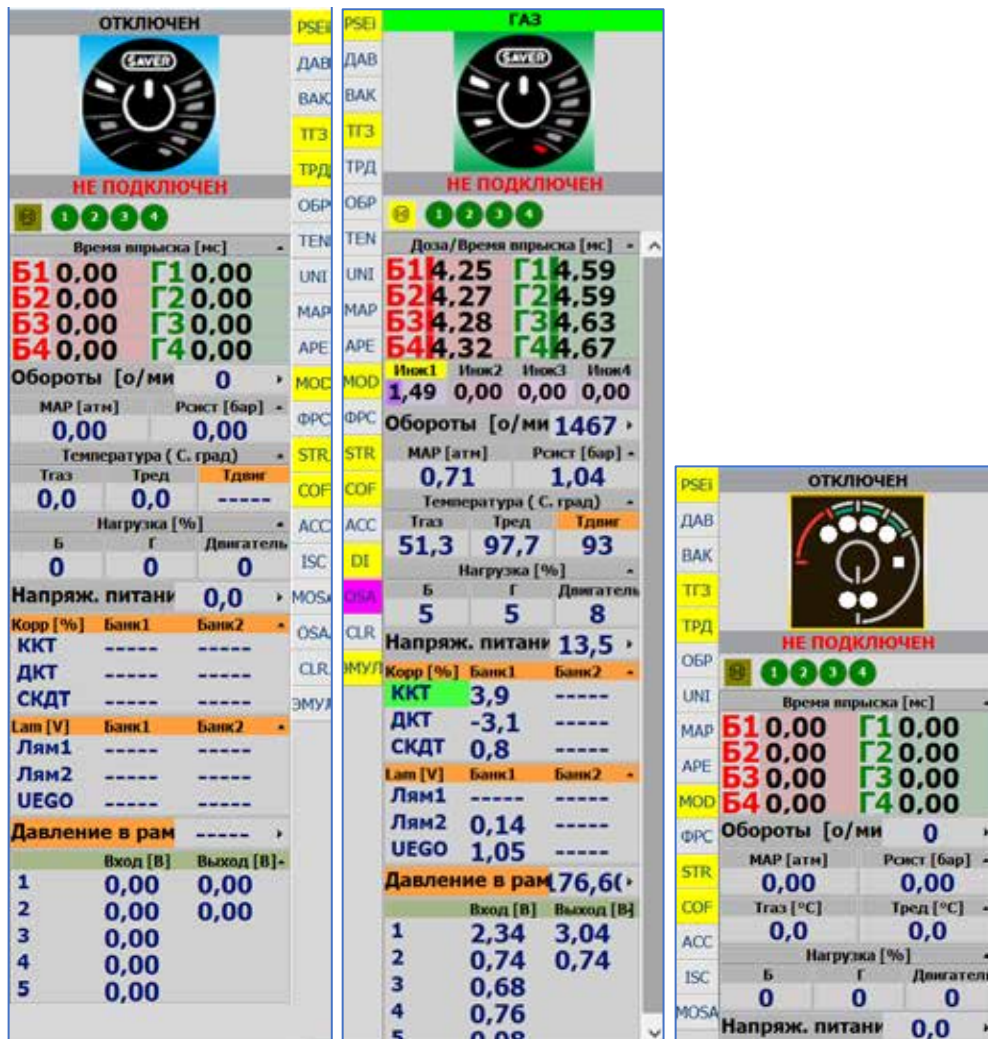 ОТКЛЮЧЕН
SAVER
НЕ ПОДКЛЮЧЕН
1 2 3 4
Время впрыска [мс]
Б1 0,00 Г1 0,00
Б2 0,00 Г2 0,00
Б3 0,00 Г3 0,00
Б4 0,00 Г4 0,00
Обороты [о/ми 0
MAP [атм] Рсист [бар]
0,00 0,00
Температура ( С. град)
Тгаз Тред Тдвиг
0,0 0,0 -----
Нагрузка [%]
Б Г Двигатель
0 0 0
Напряж. питани 0,0
Корр [%] Банк1 Банк2
ККТ ----- -----
ДКТ ----- -----
СКДТ ----- -----
Lam [V] Банк1 Банк2
Лям1 ----- -----
Лям2 ----- -----
UEGO ----- -----
Давление в рам -----
Вход [В] Выход [В]
1 0,00 0,00
2 0,00 0,00
3 0,00
4 0,00
5 0,00
PSEi
ДАВ
ВАК
ТГЗ
ТРД
ОБР
TEN
UNI
MAP
APE
MOD
ФРС
STR
COF
ACC
ISC
MOSA
OSA
CLR
ЭМУЛ
PSEi
ДАВ
ВАК
ТГЗ
ТРД
ОБР
TEN
UNI
MAP
APE
MOD
ФРС
STR
COF
ACC
DI
OSA
CLR
ЭМУЛ
ГАЗ
SAVER
НЕ ПОДКЛЮЧЕН
1 2 3 4
Доза/Время впрыска [мс]
Б1 4,25 Г1 4,59
Б2 4,27 Г2 4,59
Б3 4,28 Г3 4,63
Б4 4,32 Г4 4,67
Инж1 Инж2 Инж3 Инж4
1,49 0,00 0,00 0,00
Обороты [о/ми 1467
MAP [атм] Рсист [бар]
0,71 1,04
Температура ( С. град)
Тгаз Тред Тдвиг
51,3 97,7 93
Нагрузка [%]
Б Г Двигатель
5 5 8
Напряж. питани 13,5
Корр [%] Банк1 Банк2
ККТ 3,9 -----
ДКТ -3,1 -----
СКДТ 0,8 -----
Lam [V] Банк1 Банк2
Лям1 ----- -----
Лям2 0,14 -----
UEGO 1,05 -----
Давление в рам 176,6(
Вход [В] Выход [В]
1 2,34 3,04
2 0,74 0,74
3 0,68
4 0,76
5 0,08
PSEi
ДАВ
ВАК
ТГЗ
ТРД
ОБР
UNI
MAP
APE
MOD
ФРС
STR
COF
ACC
ISC
MOSA
ОТКЛЮЧЕН
НЕ ПОДКЛЮЧЕН
1 2 3 4
Время впрыска [мс]
Б1 0,00 Г1 0,00
Б2 0,00 Г2 0,00
Б3 0,00 Г3 0,00
Б4 0,00 Г4 0,00
Обороты [о/ми 0
MAP [атм] Рсист [бар]
0,00 0,00
Тгаз [°C] Тред [°C]
0,0 0,0
Нагрузка [%]
Б Г Двигатель
0 0 0
Напряж. питани 0,0